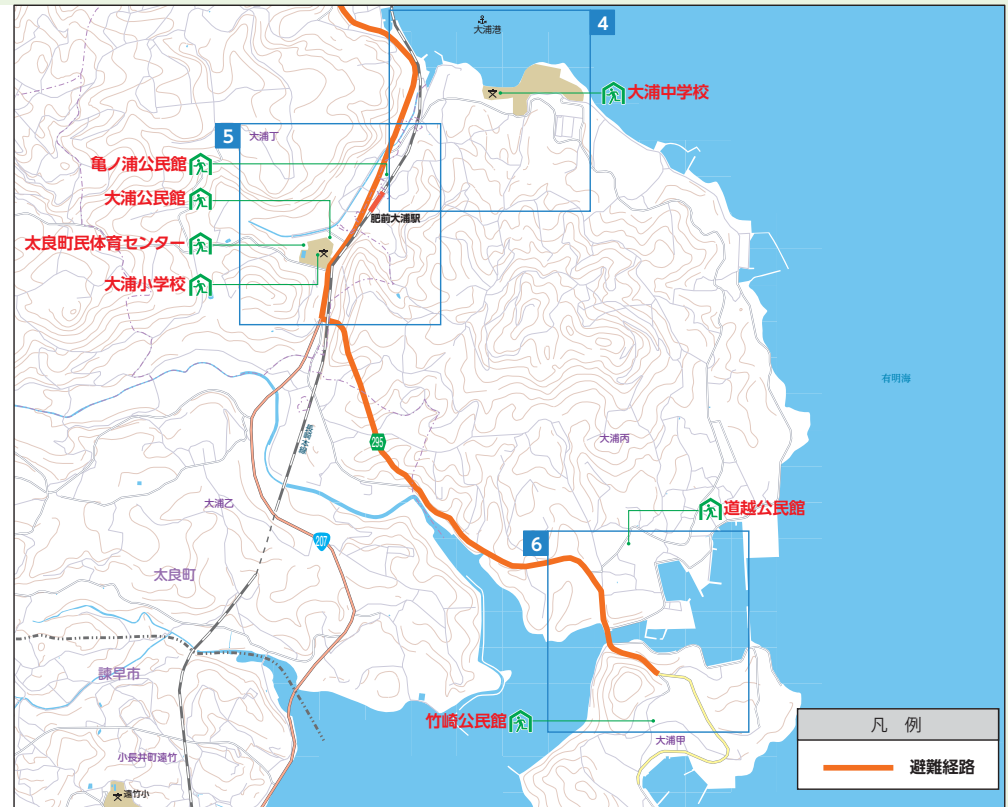 大浦港
4
大浦中学校
5
大浦丁
亀ノ浦公民館
大浦公民館
肥前大浦駅
太良町民体育センター
大浦小学校
有明海
295
大浦丙
長崎本線
大浦乙
道越公民館
207
6
太良町
諫早市
竹崎公民館
大浦甲
小長井町遠竹
遠竹小
凡 例
避難経路